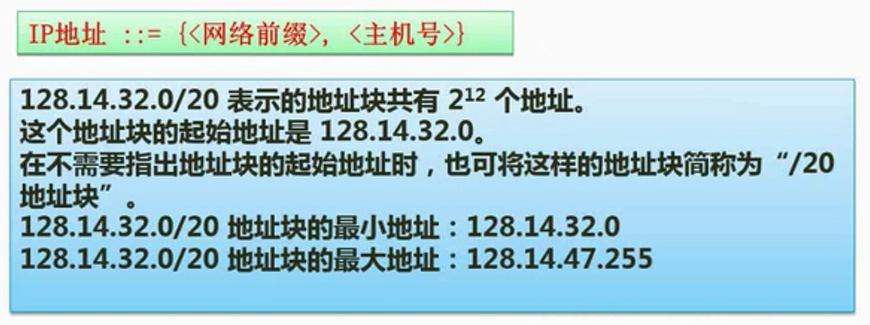 IP地址 ::= {<网络前缀>, <主机号>}
128.14.32.0/20 表示的地址块共有 2¹² 个地址。
这个地址块的起始地址是 128.14.32.0。
在不需要指出地址块的起始地址时，也可将这样的地址块简称为“/20
地址块”。
128.14.32.0/20 地址块的最小地址：128.14.32.0
128.14.32.0/20 地址块的最大地址：128.14.47.255